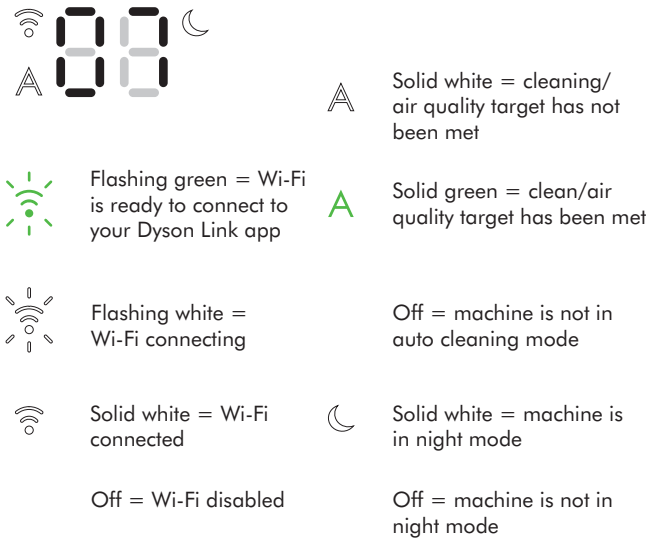 07
A
A
Solid white = cleaning/
air quality target has not
been met
Flashing green = Wi-Fi
is ready to connect to
your Dyson Link app
A
Solid green = clean/air
quality target has been met
Flashing white =
Wi-Fi connecting
Off = machine is not in
auto cleaning mode
Solid white = Wi-Fi
connected
Solid white = machine is
in night mode
Off = Wi-Fi disabled
Off = machine is not in
night mode